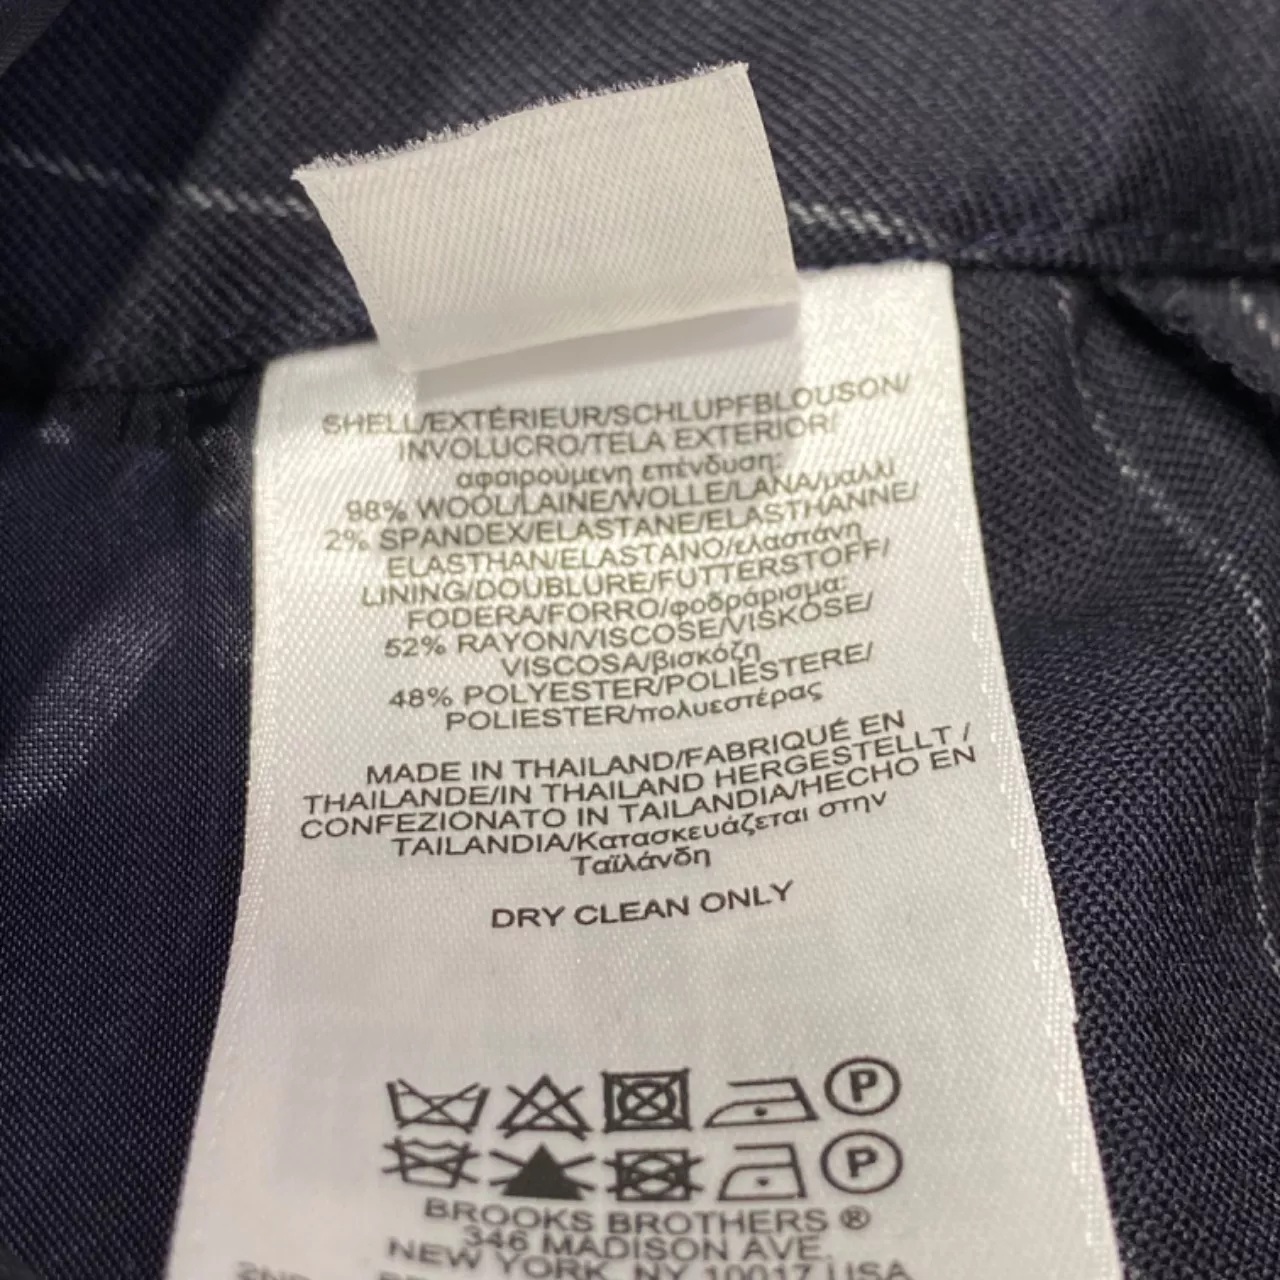 SHELL/EXTÉRIEUR/SCHLUPFBLOUSON/
INVOLUCRO/TELA EXTERIOR/
αφαιρούμενη επένδυση:
98% WOOL/LAINE/WOLLE/LANA/μαλλί
2% SPANDEX/ELASTANE/ELASTHANNE/
ELASTHAN/ELASTANO/ελαστάνη
LINING/DOUBLURE/FUTTERSTOFF/
FODERA/FORRO/φοδράρισμα:
52% RAYON/VISCOSE/VISKOSE/
VISCOSA/βισκόζη
48% POLYESTER/POLIESTERE/
POLIESTER/πολυεστέρας
MADE IN THAILAND/FABRIQUÉ EN
THAILANDE/IN THAILAND HERGESTELLT /
CONFEZIONATO IN TAILANDIA/HECHO EN
TAILANDIA/Κατασκευάζεται στην
Ταϊλάνδη
DRY CLEAN ONLY
P
P
BROOKS BROTHERS ®
346 MADISON AVE.
NEW YORK, NY 10017 USA